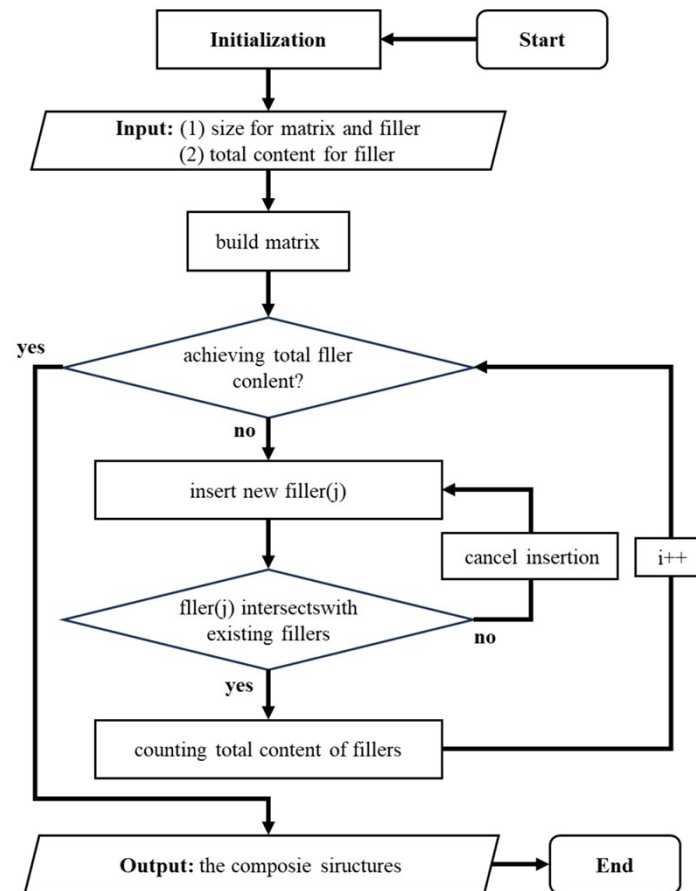 Start
Initialization
Input: (1) size for matrix and filler
(2) total content for filler
build matrix
yes
achieving total fller
conlent?
no
insert new filler(j)
cancel insertion
i++
fller(j) intersectswith
existing fillers
no
yes
counting total content of fillers
Output: the composie siructures
End